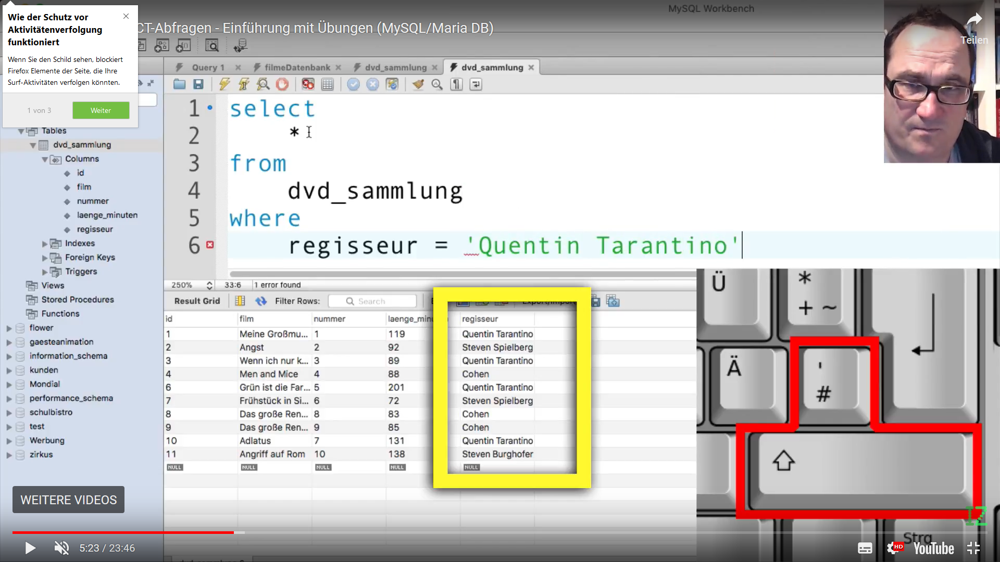 MySQL Workbench
Wie der Schutz vor
Aktivitätenverfolgung
funktioniert
Wenn Sie den Schild sehen, blockiert
Firefox Elemente der Seite, die Ihre
Surf-Aktivitäten verfolgen könnten.
1 von 3
Weiter
CT-Abfragen - Einführung mit Übungen (MySQL/Maria DB)
Teilen
Query 1
filmeDatenbank
dvd_sammlung
dvd_sammlung
1 select
2 *
3 from
4 dvd_sammlung
5 where
6 regisseur = 'Quentin Tarantino'
Tables
dvd_sammlung
Columns
id
film
nummer
laenge_minuten
regisseur
Indexes
Foreign Keys
Triggers
Views
Stored Procedures
Functions
flower
gaesteanimation
information_schema
kunden
Mondial
performance_schema
schulbistro
test
Werbung
zirkus
250% 33:6 1 error found
Result Grid Filter Rows: Search Export/Import
id film nummer laenge_minu regisseur
1 Meine Großmu... 1 119 Quentin Tarantino
2 Angst 2 92 Steven Spielberg
3 Wenn ich nur k... 3 89 Quentin Tarantino
4 Men and Mice 4 88 Cohen
6 Grün ist die Far... 5 201 Quentin Tarantino
7 Frühstück in Si... 6 72 Steven Spielberg
8 Das große Ren... 8 83 Cohen
9 Das große Ren... 9 85 Cohen
10 Adlatus 7 131 Quentin Tarantino
11 Angriff auf Rom 10 138 Steven Burghofer
NULL NULL NULL NULL NULL
Ü
*
+ ~
Ä
'
#
Strg
IZ
WEITERE VIDEOS
5:23 / 23:46
HD
YouTube